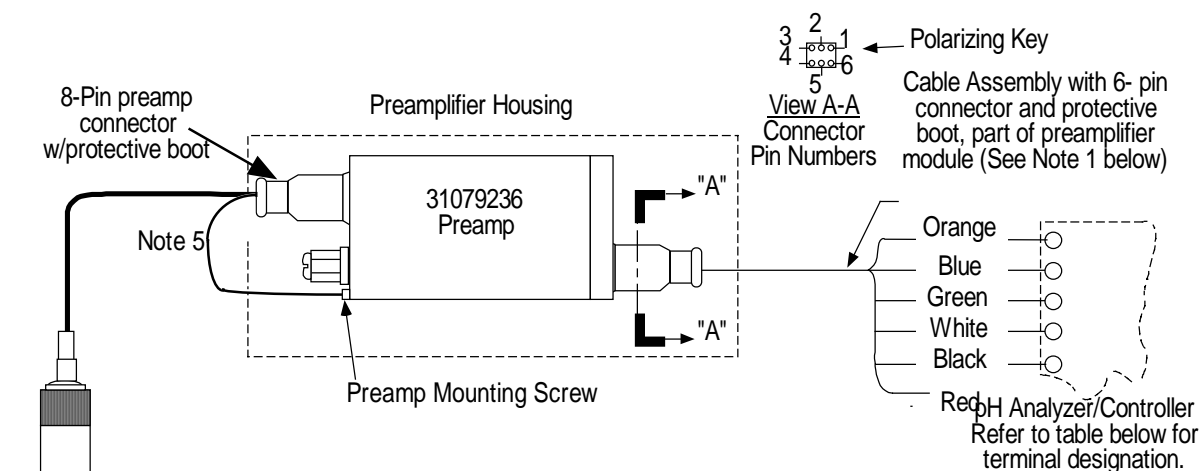 2
3 1
4 6
5
Polarizing Key
View A-A
Connector
Pin Numbers
8-Pin preamp
connector
w/protective boot
Preamplifier Housing
Cable Assembly with 6- pin
connector and protective
boot, part of preamplifier
module (See Note 1 below)
31079236
Preamp
"A"
"A"
Note 5
Preamp Mounting Screw
Orange
Blue
Green
White
Black
Red
pH Analyzer/Controller
Refer to table below for
terminal designation.